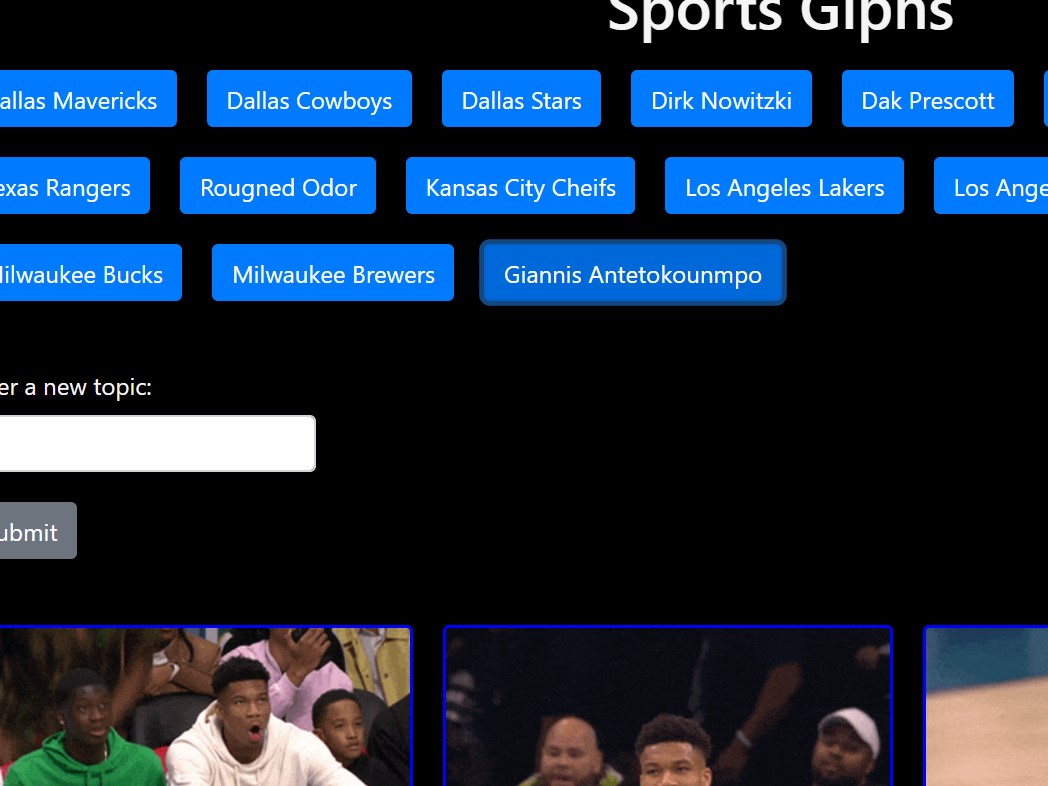 Sports Giphs
allas Mavericks Dallas Cowboys Dallas Stars Dirk Nowitzki Dak Prescott
exas Rangers Rougned Odor Kansas City Cheifs Los Angeles Lakers Los Ange
ilwaukee Bucks Milwaukee Brewers Giannis Antetokounmpo
er a new topic:
ubmit